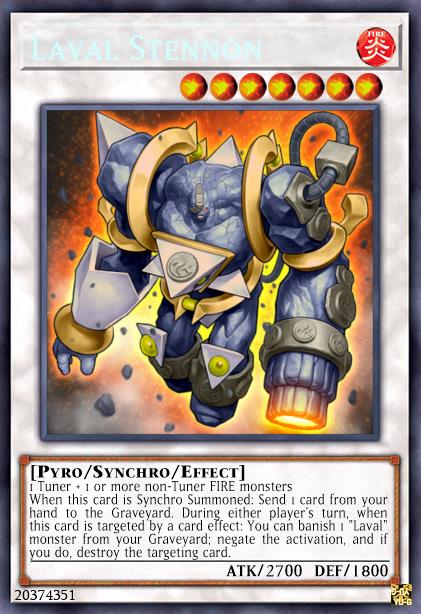 LAVAL STENNON
FIRE
炎
[PYRO/SYNCHRO/EFFECT]
1 Tuner + 1 or more non-Tuner FIRE monsters
When this card is Synchro Summoned: Send 1 card from your
hand to the Graveyard. During either player's turn, when
this card is targeted by a card effect: You can banish 1 "Laval"
monster from your Graveyard; negate the activation, and if
you do, destroy the targeting card.
ATK/2700 DEF/1800
20374351